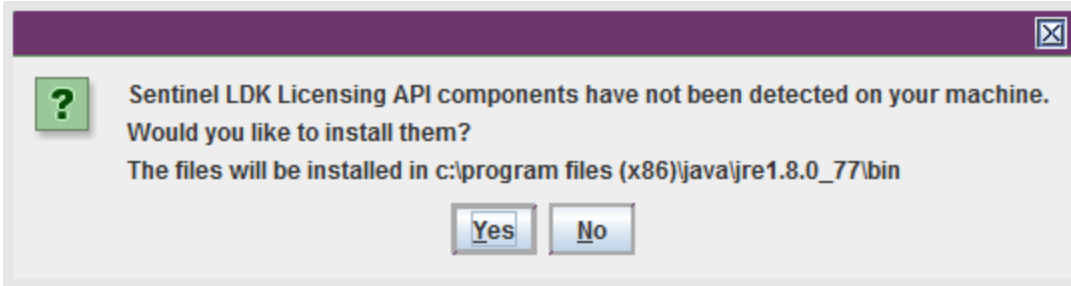 Sentinel LDK Licensing API components have not been detected on your machine.
Would you like to install them?
The files will be installed in c:\program files (x86)\java\jre1.8.0_77\bin
Yes No